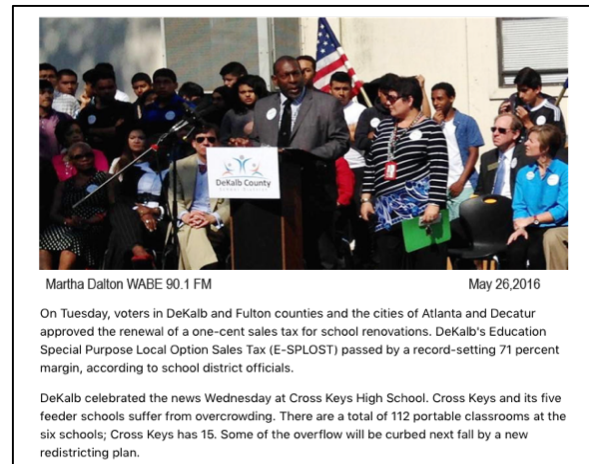 DeKalb County
School District
Martha Dalton WABE 90.1 FM May 26,2016
On Tuesday, voters in DeKalb and Fulton counties and the cities of Atlanta and Decatur
approved the renewal of a one-cent sales tax for school renovations. DeKalb's Education
Special Purpose Local Option Sales Tax (E-SPLOST) passed by a record-setting 71 percent
margin, according to school district officials.
DeKalb celebrated the news Wednesday at Cross Keys High School. Cross Keys and its five
feeder schools suffer from overcrowding. There are a total of 112 portable classrooms at the
six schools; Cross Keys has 15. Some of the overflow will be curbed next fall by a new
redistricting plan.